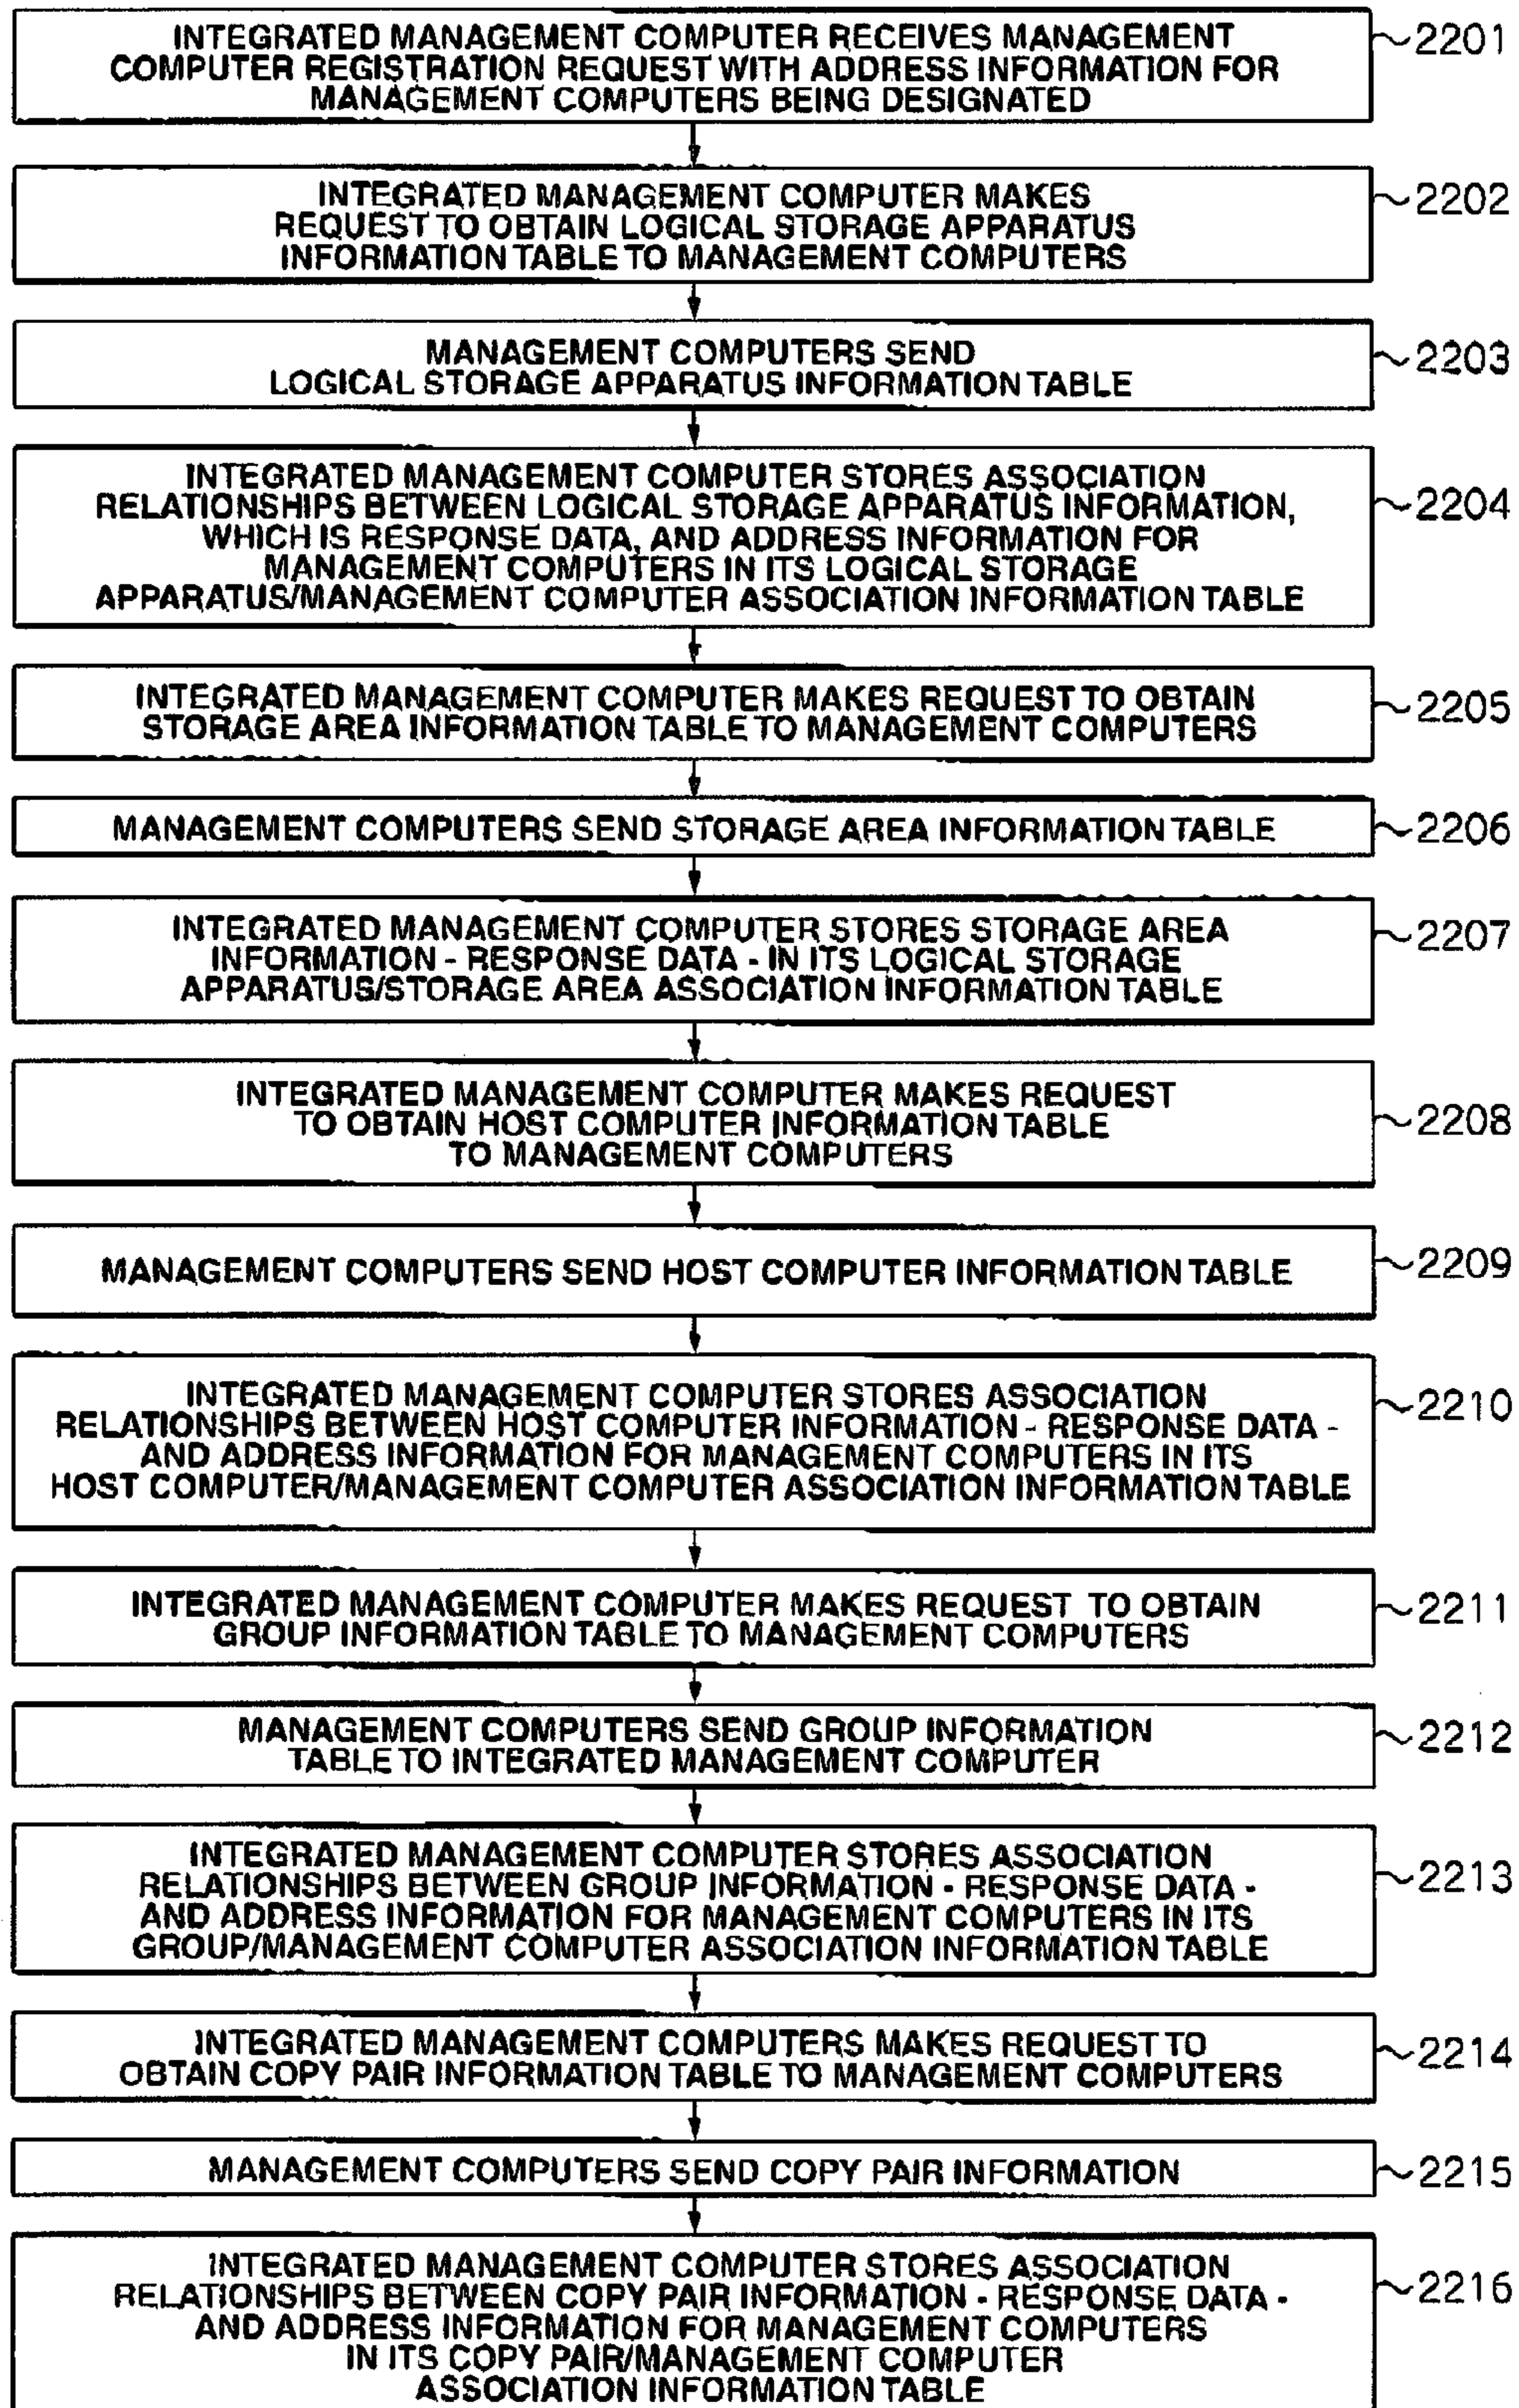 INTEGRATED MANAGEMENT COMPUTER RECEIVES MANAGEMENT
COMPUTER REGISTRATION REQUEST WITH ADDRESS INFORMATION FOR
MANAGEMENT COMPUTERS BEING DESIGNATED
2201
INTEGRATED MANAGEMENT COMPUTER MAKES
REQUEST TO OBTAIN LOGICAL STORAGE APPARATUS
INFORMATION TABLE TO MANAGEMENT COMPUTERS
2202
MANAGEMENT COMPUTERS SEND
LOGICAL STORAGE APPARATUS INFORMATION TABLE
2203
INTEGRATED MANAGEMENT COMPUTER STORES ASSOCIATION
RELATIONSHIPS BETWEEN LOGICAL STORAGE APPARATUS INFORMATION,
WHICH IS RESPONSE DATA, AND ADDRESS INFORMATION FOR
MANAGEMENT COMPUTERS IN ITS LOGICAL STORAGE
APPARATUS/MANAGEMENT COMPUTER ASSOCIATION INFORMATION TABLE
2204
INTEGRATED MANAGEMENT COMPUTER MAKES REQUEST TO OBTAIN
STORAGE AREA INFORMATION TABLE TO MANAGEMENT COMPUTERS
2205
MANAGEMENT COMPUTERS SEND STORAGE AREA INFORMATION TABLE
2206
INTEGRATED MANAGEMENT COMPUTER STORES STORAGE AREA
INFORMATION - RESPONSE DATA - IN ITS LOGICAL STORAGE
APPARATUS/STORAGE AREA ASSOCIATION INFORMATION TABLE
2207
INTEGRATED MANAGEMENT COMPUTER MAKES REQUEST
TO OBTAIN HOST COMPUTER INFORMATION TABLE
TO MANAGEMENT COMPUTERS
2208
MANAGEMENT COMPUTERS SEND HOST COMPUTER INFORMATION TABLE
2209
INTEGRATED MANAGEMENT COMPUTER STORES ASSOCIATION
RELATIONSHIPS BETWEEN HOST COMPUTER INFORMATION - RESPONSE DATA -
AND ADDRESS INFORMATION FOR MANAGEMENT COMPUTERS IN ITS
HOST COMPUTER/MANAGEMENT COMPUTER ASSOCIATION INFORMATION TABLE
2210
INTEGRATED MANAGEMENT COMPUTER MAKES REQUEST TO OBTAIN
GROUP INFORMATION TABLE TO MANAGEMENT COMPUTERS
2211
MANAGEMENT COMPUTERS SEND GROUP INFORMATION
TABLE TO INTEGRATED MANAGEMENT COMPUTER
2212
INTEGRATED MANAGEMENT COMPUTER STORES ASSOCIATION
RELATIONSHIPS BETWEEN GROUP INFORMATION - RESPONSE DATA -
AND ADDRESS INFORMATION FOR MANAGEMENT COMPUTERS IN ITS
GROUP/MANAGEMENT COMPUTER ASSOCIATION INFORMATION TABLE
2213
INTEGRATED MANAGEMENT COMPUTERS MAKES REQUEST TO
OBTAIN COPY PAIR INFORMATION TABLE TO MANAGEMENT COMPUTERS
2214
MANAGEMENT COMPUTERS SEND COPY PAIR INFORMATION
2215
INTEGRATED MANAGEMENT COMPUTER STORES ASSOCIATION
RELATIONSHIPS BETWEEN COPY PAIR INFORMATION - RESPONSE DATA -
AND ADDRESS INFORMATION FOR MANAGEMENT COMPUTERS
IN ITS COPY PAIR/MANAGEMENT COMPUTER
ASSOCIATION INFORMATION TABLE
2216